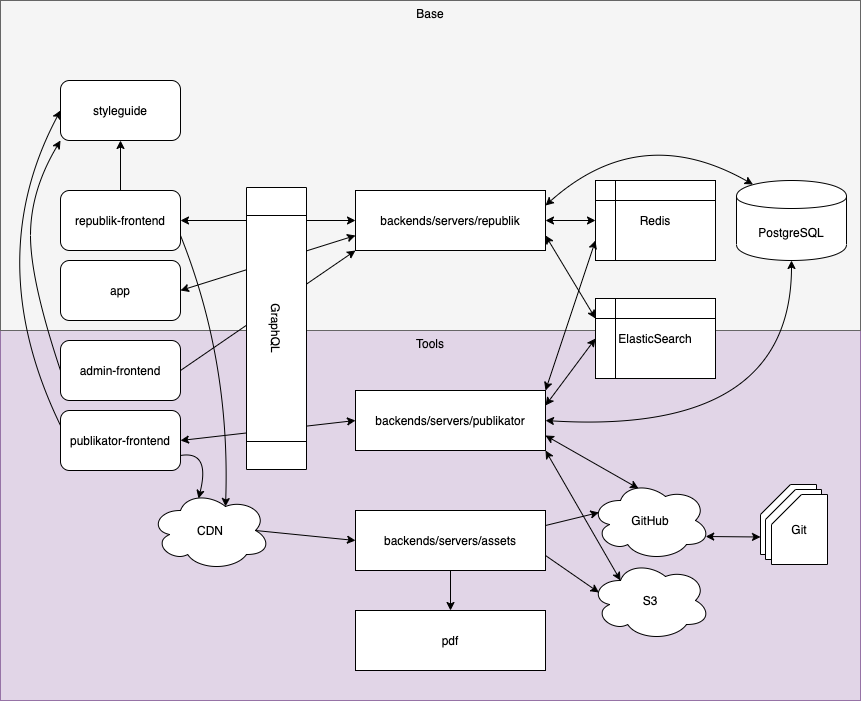 Base
styleguide
republik-frontend
backends/servers/republik
Redis
PostgreSQL
app
GraphQL
ElasticSearch
Tools
admin-frontend
publikator-frontend
backends/servers/publikator
CDN
backends/servers/assets
GitHub
Git
S3
pdf